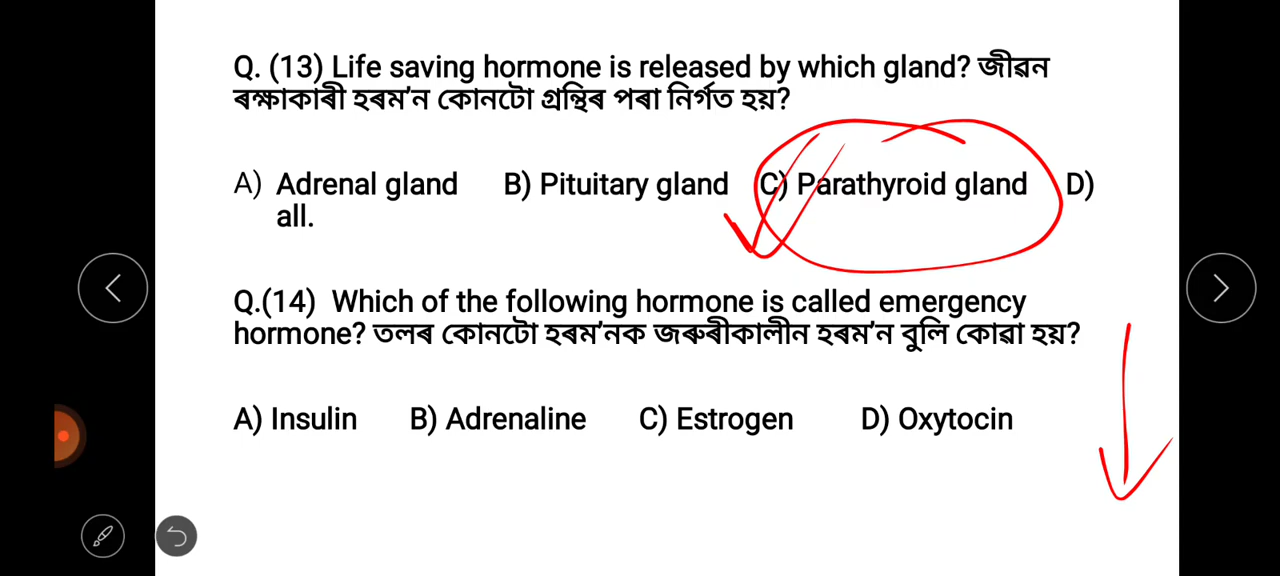 Q. (13) Life saving hormone is released by which gland? জীৱন
ৰক্ষাকাৰী হৰম'ন কোনটো গ্ৰন্থিৰ পৰা নিৰ্গত হয়?
A) Adrenal gland B) Pituitary gland C) Parathyroid gland D)
all.
Q.(14) Which of the following hormone is called emergency
hormone? তলৰ কোনটো হৰম'নক জৰুৰীকালীন হৰম'ন বুলি কোৱা হয়?
A) Insulin B) Adrenaline C) Estrogen D) Oxytocin